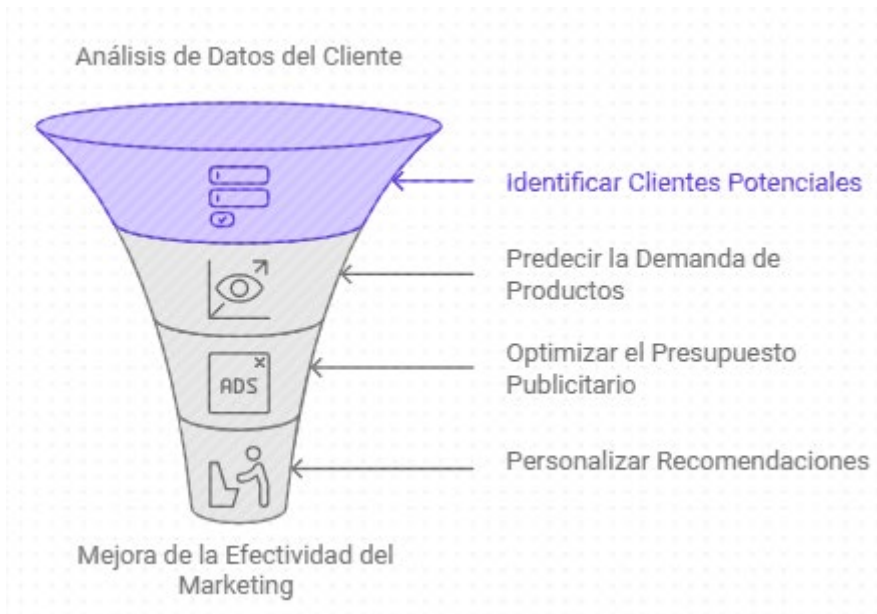 Análisis de Datos del Cliente
Identificar Clientes Potenciales
Predecir la Demanda de
Productos
Optimizar el Presupuesto
Publicitario
ADS
Personalizar Recomendaciones
Mejora de la Efectividad del
Marketing